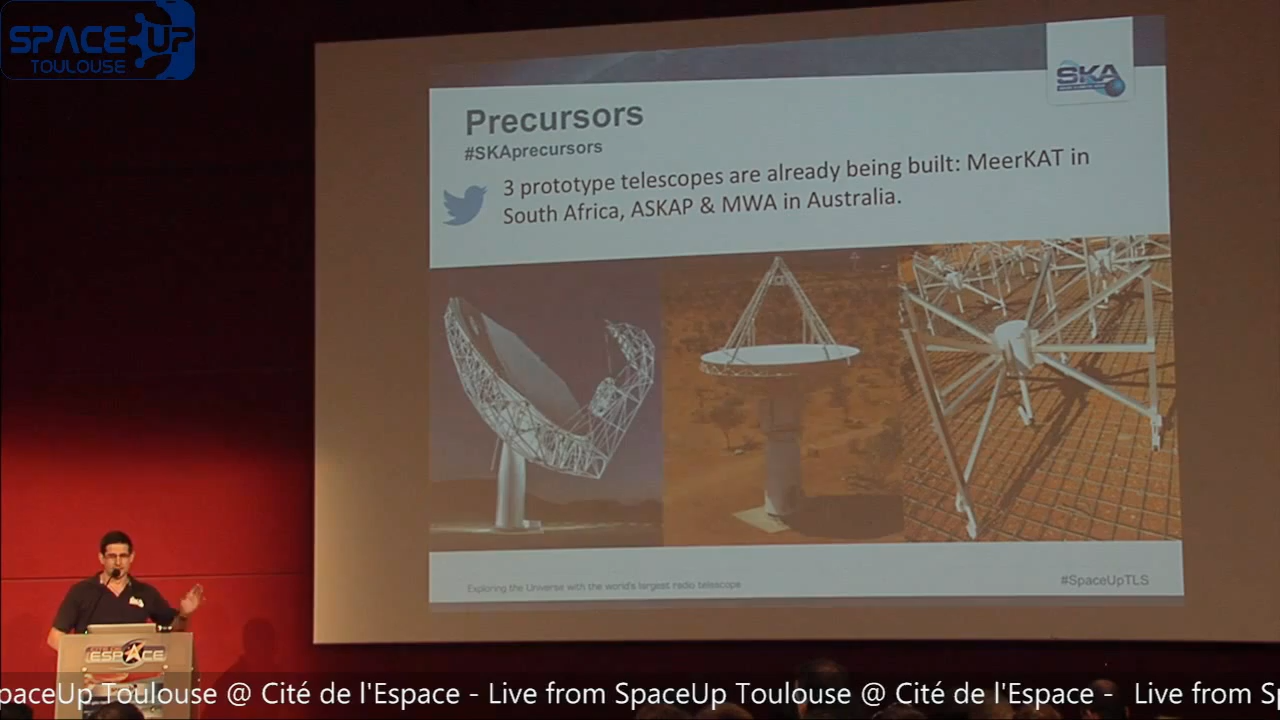 SPACE UP
TOULOUSE
SKA
Precursors
#SKAprecursors
3 prototype telescopes are already being built: MeerKAT in
South Africa, ASKAP & MWA in Australia.
Exploring the Universe with the world's largest radio telescope
#SpaceUpTLS
ESPACE
paceUp Toulouse @ Cité de l'Espace - Live from SpaceUp Toulouse @ Cité de l'Espace - Live from Sp